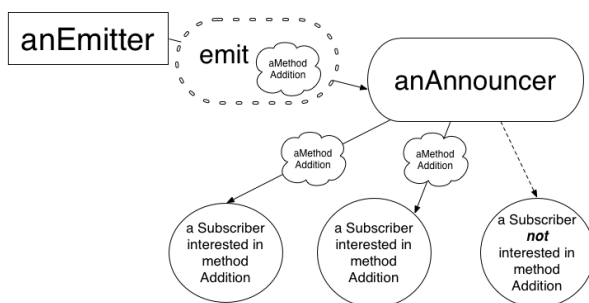 anEmitter
emit
aMethod
Addition
anAnnouncer
aMethod
Addition
aMethod
Addition
a Subscriber
interested in
method
Addition
a Subscriber
interested in
method
Addition
a Subscriber
not
interested in
method
Addition